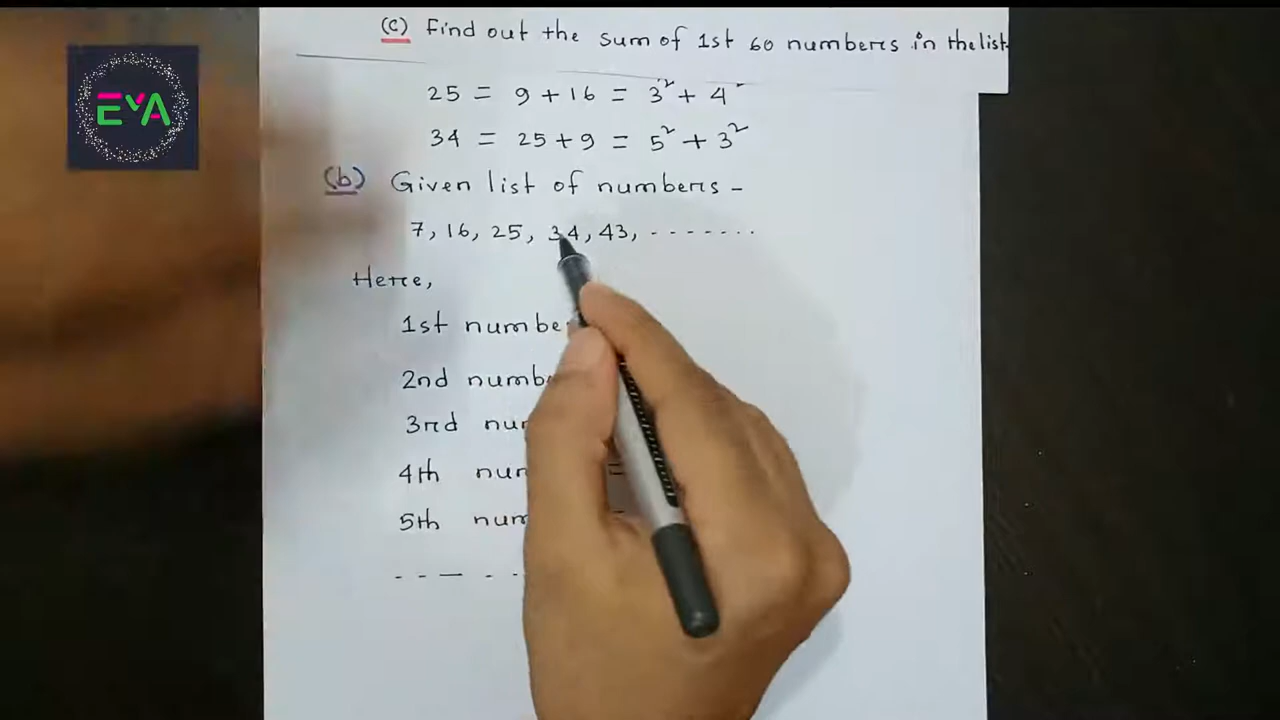 EVA
(c) Find out the sum of 1st 60 numbers in the list.
25 = 9 + 16 = 3² + 4²
34 = 25 + 9 = 5² + 3²
(b) Given list of numbers -
7, 16, 25, 34, 43, - - - - - - -
Here,
1st number
2nd numbe
3rd nu
4th num =
5th num
- - — - -